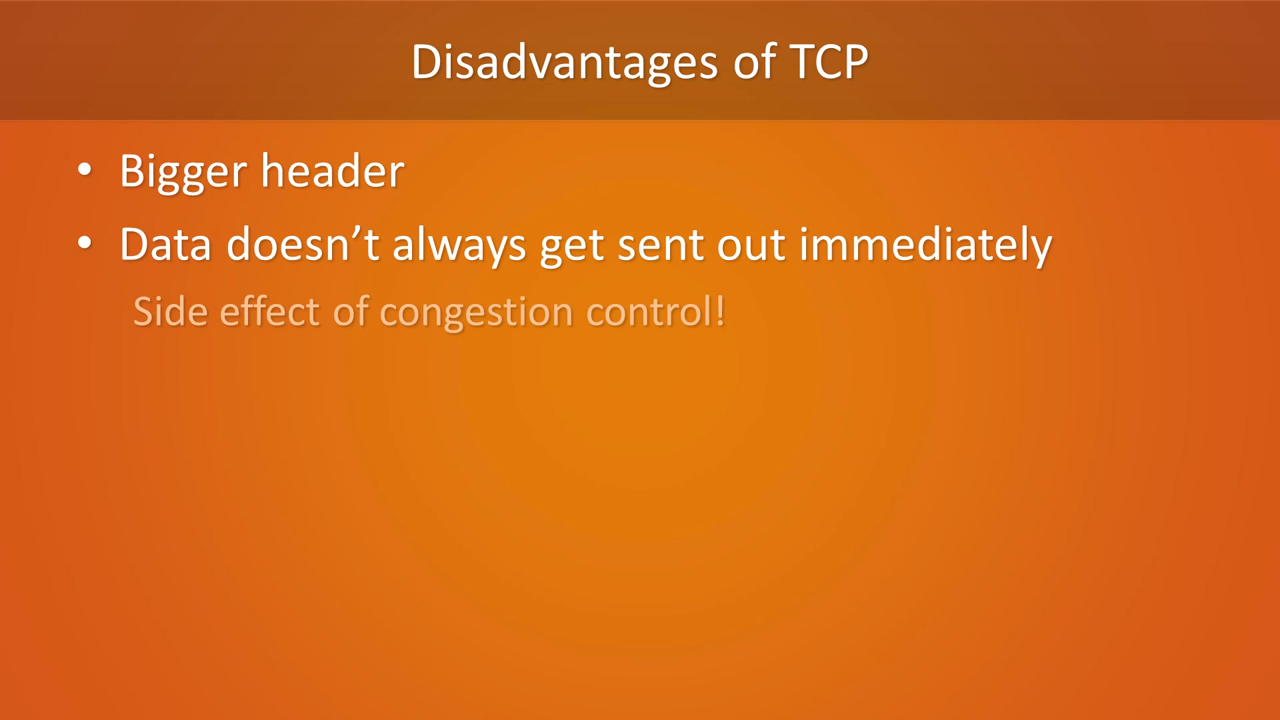 Disadvantages of TCP
• Bigger header
• Data doesn’t always get sent out immediately
Side effect of congestion control!